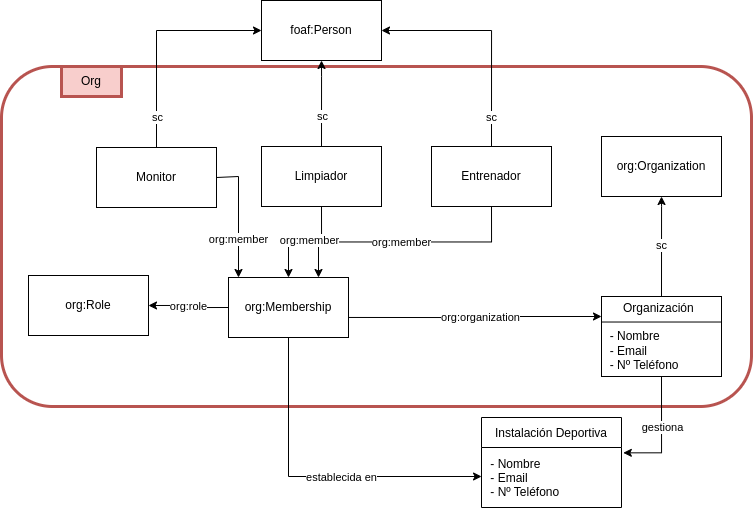 foaf:Person
Org
sc
sc
sc
Monitor
Limpiador
Entrenador
org:Organization
org:member
org:member
org:member
sc
org:Role
org:role
org:Membership
org:organization
Organización
- Nombre
- Email
- Nº Teléfono
gestiona
Instalación Deportiva
- Nombre
- Email
- Nº Teléfono
establecida en